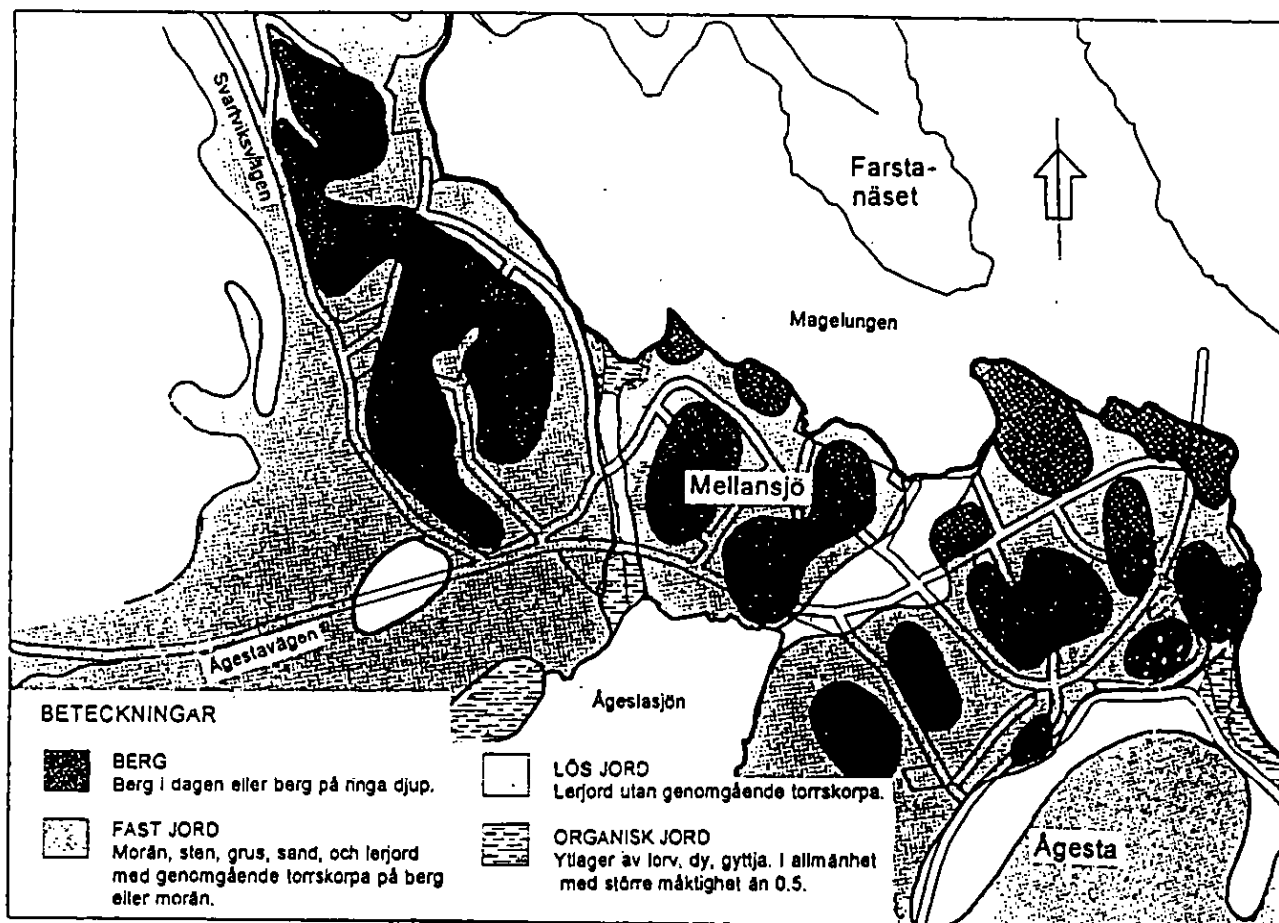 Svartviksvägen
Farsta-
näset
Magelungen
Mellansjö
Ågestavägen
Ågestasjön
Ågesta
BETECKNINGAR
BERG
Berg i dagen eller berg på ringa djup.
FAST JORD
Morän, sten, grus, sand, och lerjord
med genomgående torrskorpa på berg
eller morän.
LÖS JORD
Lerjord utan genomgående torrskorpa.
ORGANISK JORD
Ytlager av torv, dy, gyttja. I allmänhet
med större mäktighet än 0.5.